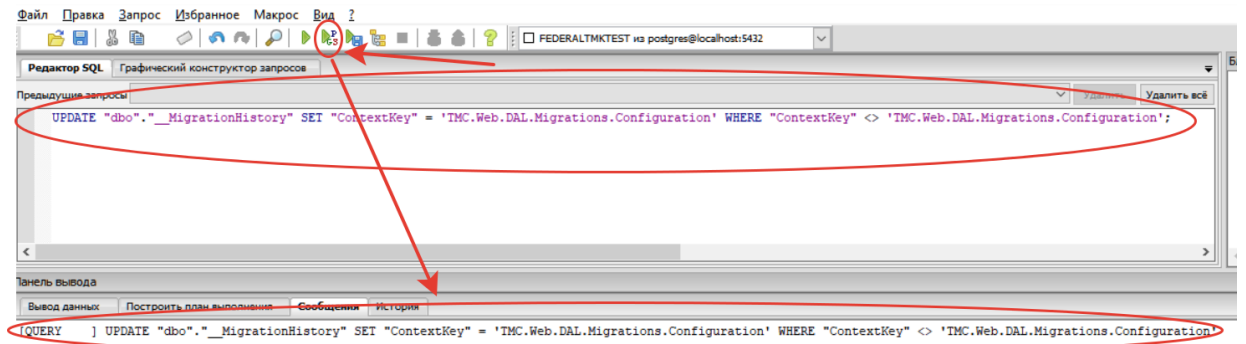 Файл Правка Запрос Избранное Макрос Вид ?
FEDERALTMKTEST из postgres@localhost:5432
Редактор SQL Графический конструктор запросов
Предыдущие запросы Удалить Удалить всё
UPDATE "dbo"."__MigrationHistory" SET "ContextKey" = 'TMC.Web.DAL.Migrations.Configuration' WHERE "ContextKey" <> 'TMC.Web.DAL.Migrations.Configuration';
Панель вывода
Вывод данных Построить план выполнения Сообщения История
[QUERY ] UPDATE "dbo"."__MigrationHistory" SET "ContextKey" = 'TMC.Web.DAL.Migrations.Configuration' WHERE "ContextKey" <> 'TMC.Web.DAL.Migrations.Configuration'